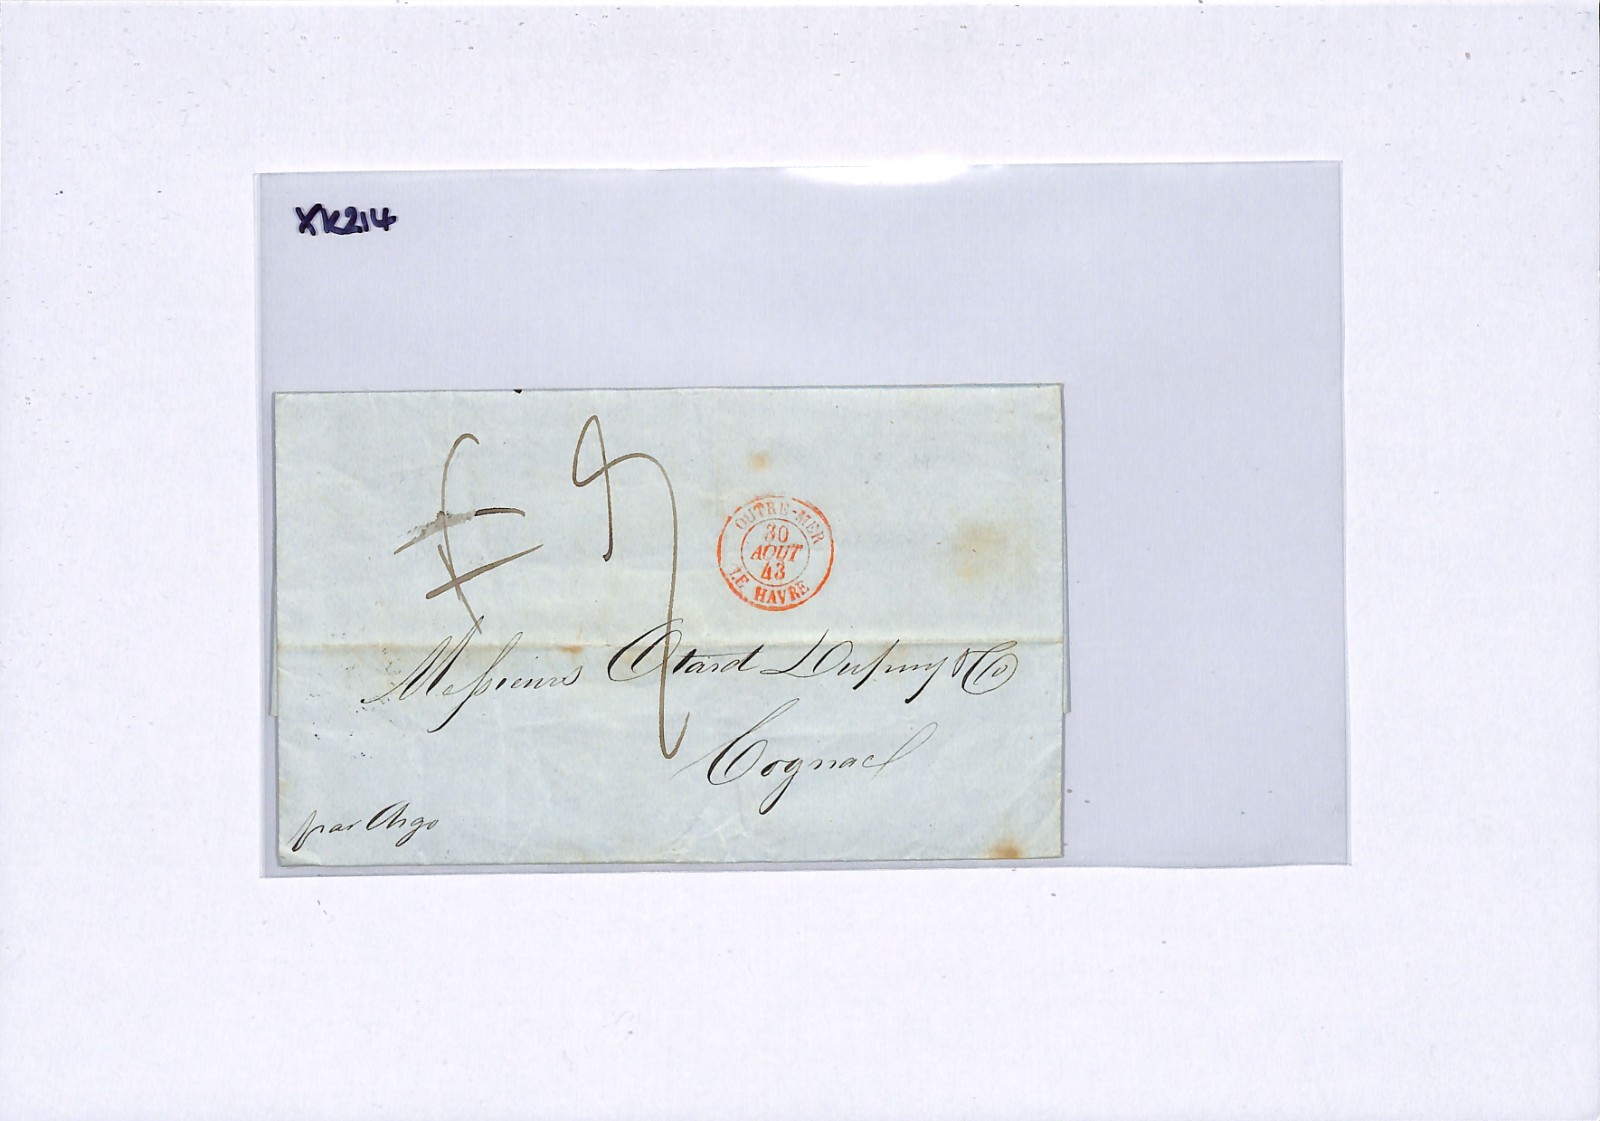 XK214
OUTRE-MER
30
AOUT
43
LE HAVRE
Messieurs Otard Dupuy & Co
Cognac
par Argo